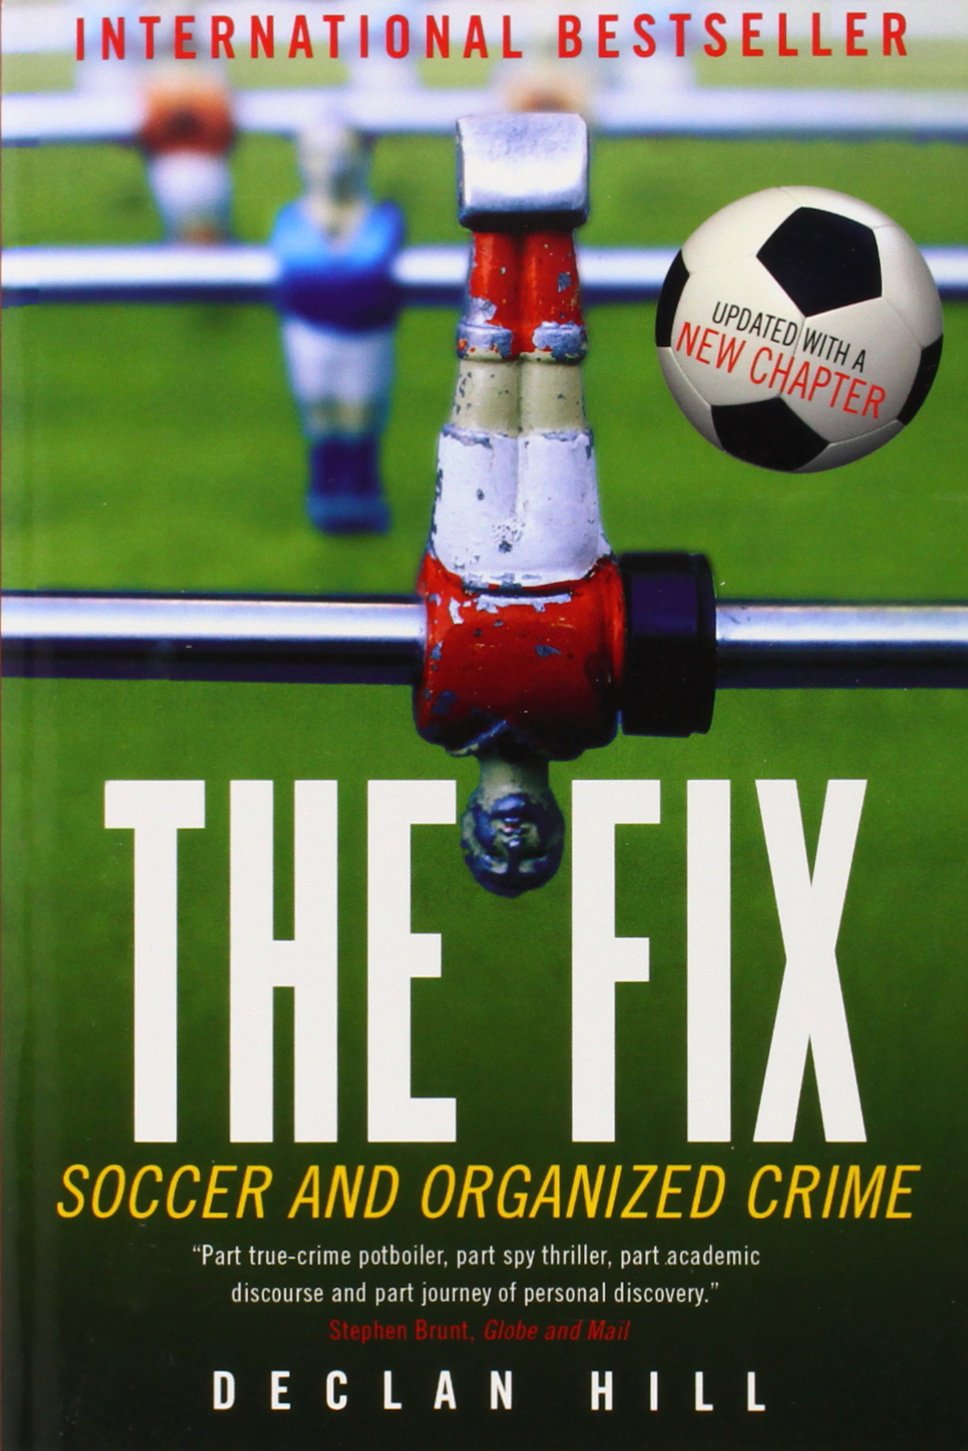 INTERNATIONAL BESTSELLER
UPDATED WITH A
NEW CHAPTER
THE FIX
SOCCER AND ORGANIZED CRIME
“Part true-crime potboiler, part spy thriller, part academic
discourse and part journey of personal discovery.”
Stephen Brunt, Globe and Mail
DECLAN HILL